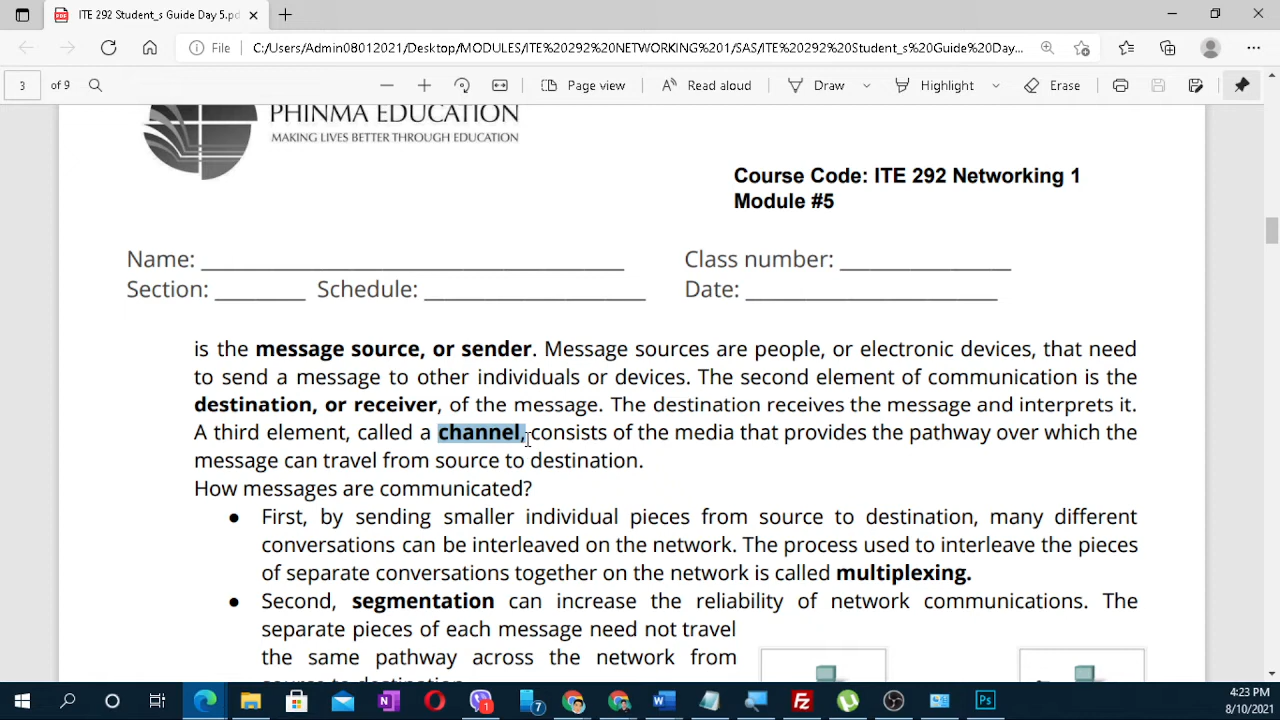 ITE 292 Student_s Guide Day 5.pd
File
C:/Users/Admin08012021/Desktop/MODULES/ITE%20292%20NETWORKING%201/SAS/ITE%20292%20Student_s%20Guide%20Day...
3 of 9
Page view
Read aloud
Draw
Highlight
Erase
PHINMA EDUCATION
MAKING LIVES BETTER THROUGH EDUCATION
Course Code: ITE 292 Networking 1
Module #5
Name: ______________________________ Class number: ______________
Section: ________ Schedule: ____________________ Date: ______________________
is the message source, or sender. Message sources are people, or electronic devices, that need
to send a message to other individuals or devices. The second element of communication is the
destination, or receiver, of the message. The destination receives the message and interprets it.
A third element, called a channel, consists of the media that provides the pathway over which the
message can travel from source to destination.
How messages are communicated?
● First, by sending smaller individual pieces from source to destination, many different
conversations can be interleaved on the network. The process used to interleave the pieces
of separate conversations together on the network is called multiplexing.
● Second, segmentation can increase the reliability of network communications. The
separate pieces of each message need not travel
the same pathway across the network from
source to destination.
1
7
4:23 PM
8/10/2021